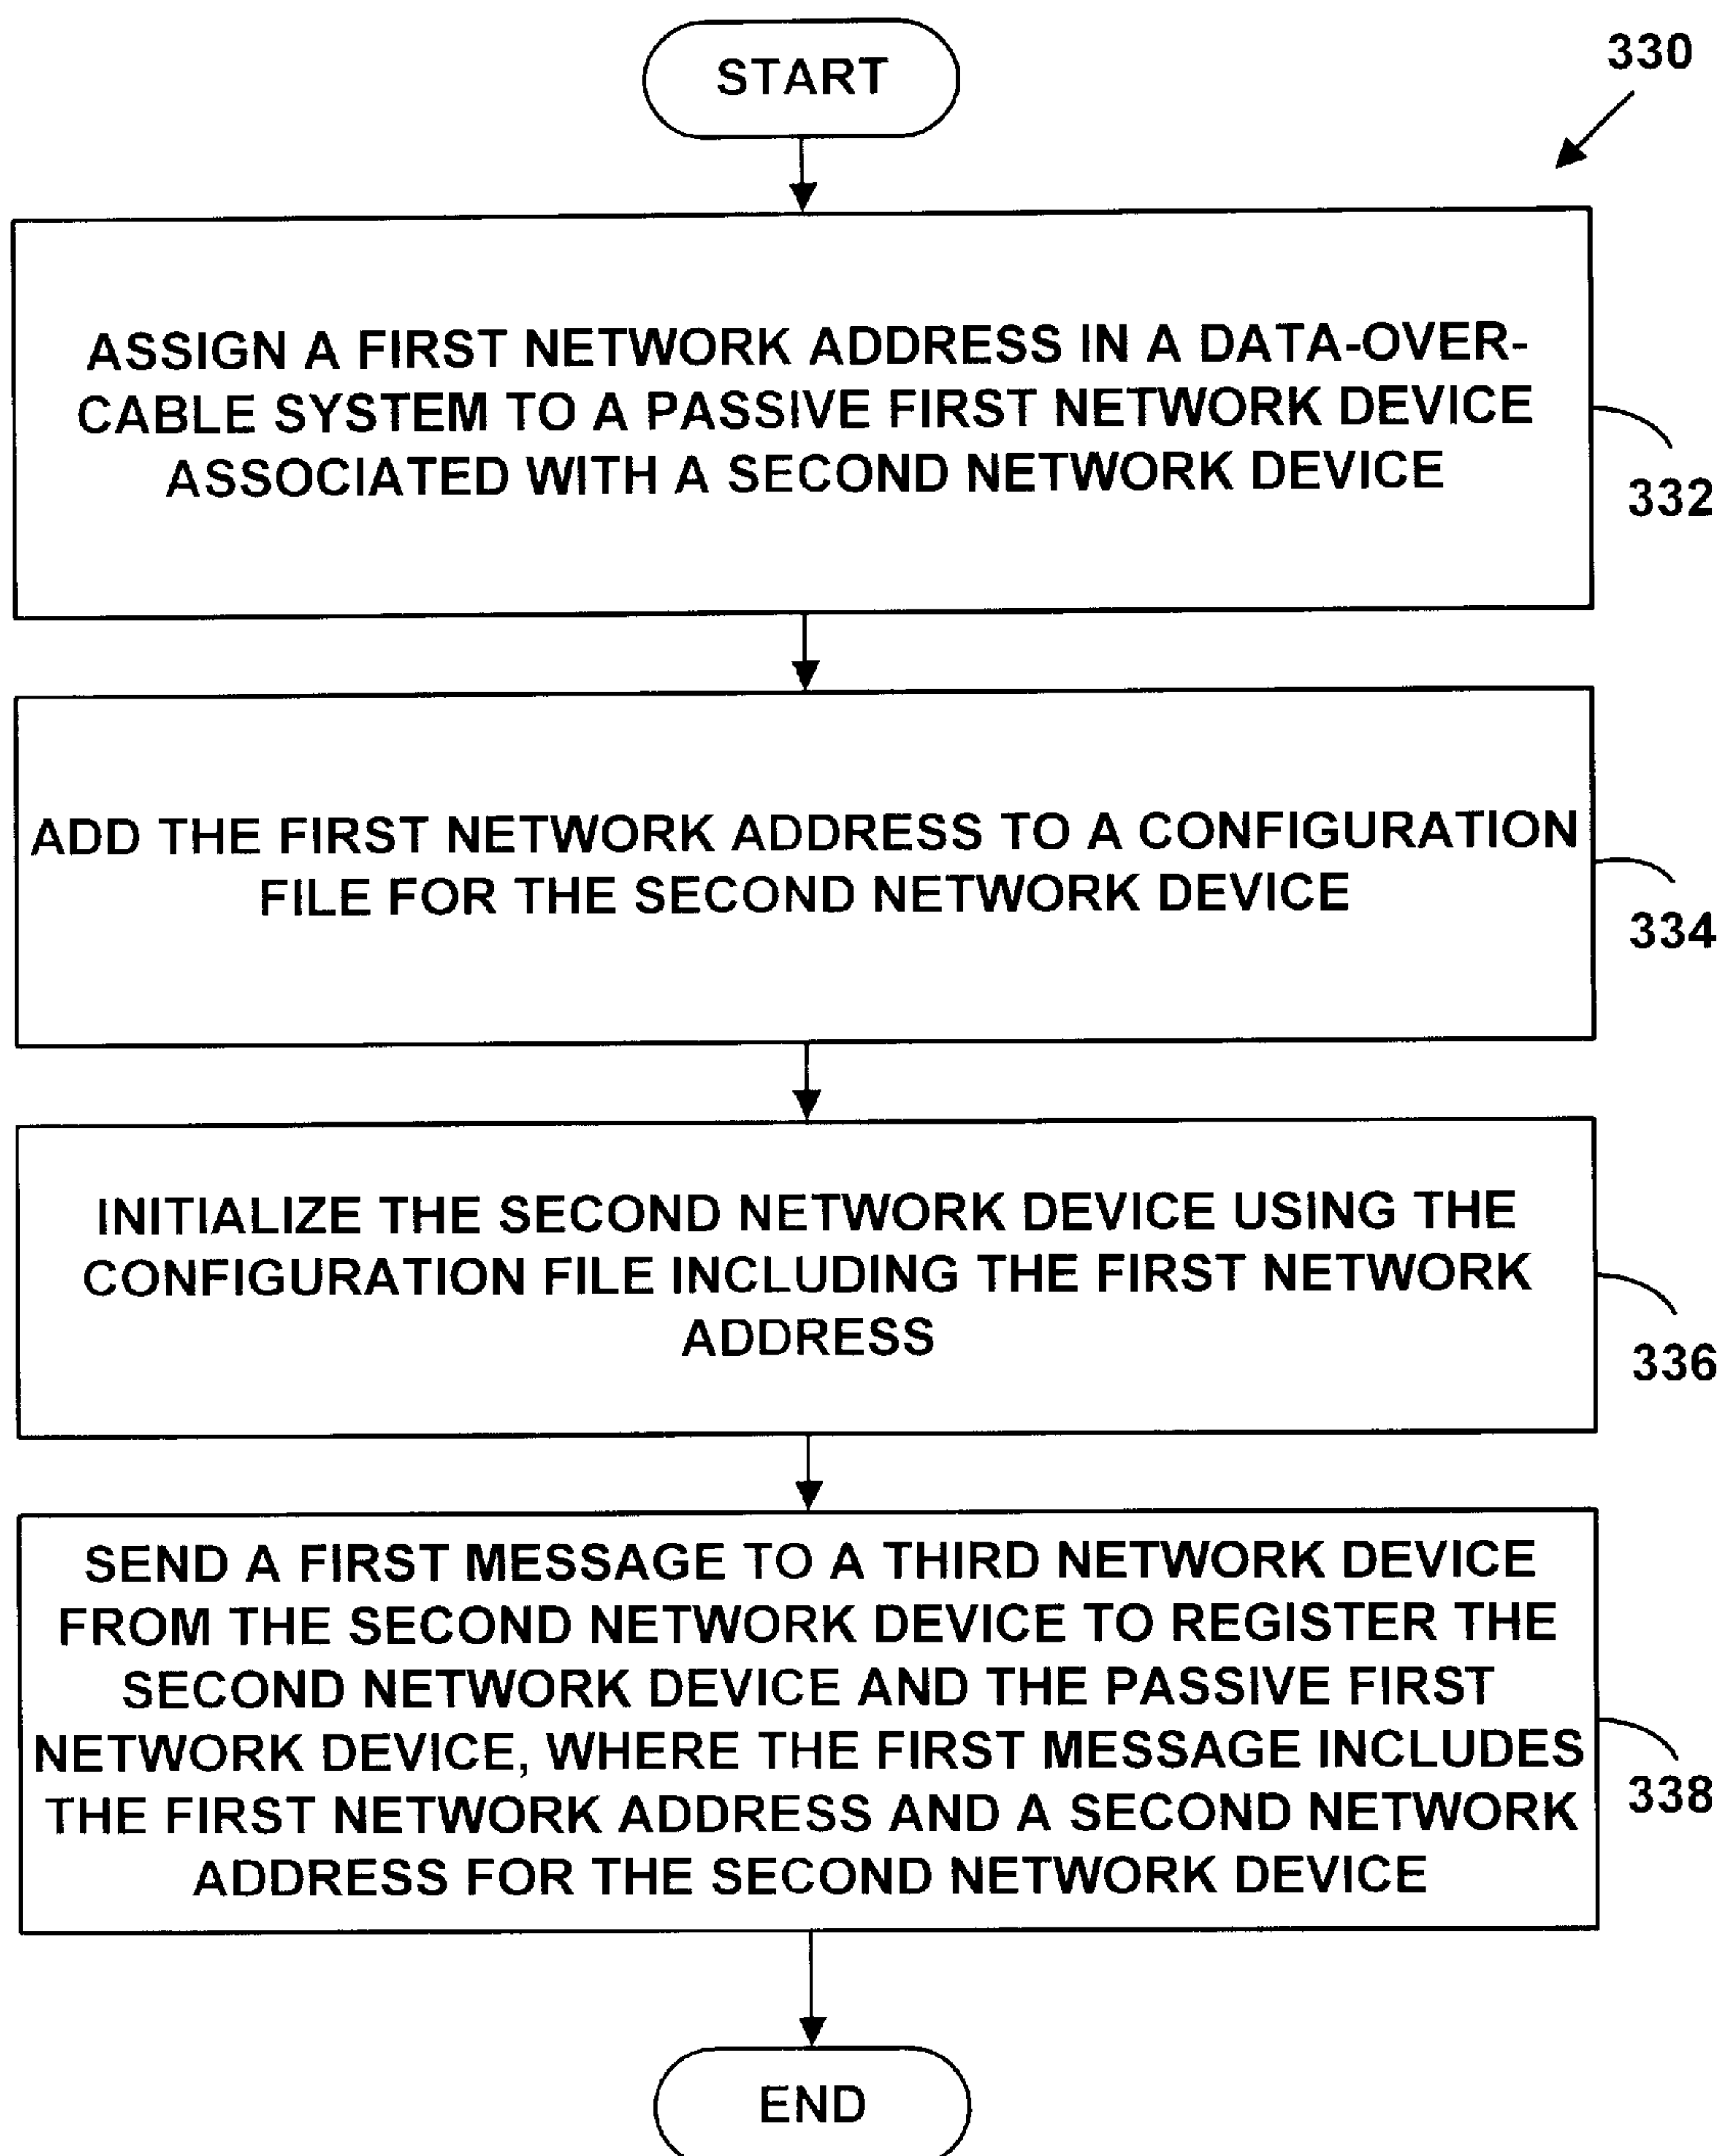 START
330
ASSIGN A FIRST NETWORK ADDRESS IN A DATA-OVER-
CABLE SYSTEM TO A PASSIVE FIRST NETWORK DEVICE
ASSOCIATED WITH A SECOND NETWORK DEVICE
332
ADD THE FIRST NETWORK ADDRESS TO A CONFIGURATION
FILE FOR THE SECOND NETWORK DEVICE
334
INITIALIZE THE SECOND NETWORK DEVICE USING THE
CONFIGURATION FILE INCLUDING THE FIRST NETWORK
ADDRESS
336
SEND A FIRST MESSAGE TO A THIRD NETWORK DEVICE
FROM THE SECOND NETWORK DEVICE TO REGISTER THE
SECOND NETWORK DEVICE AND THE PASSIVE FIRST
NETWORK DEVICE, WHERE THE FIRST MESSAGE INCLUDES
THE FIRST NETWORK ADDRESS AND A SECOND NETWORK
ADDRESS FOR THE SECOND NETWORK DEVICE
338
END